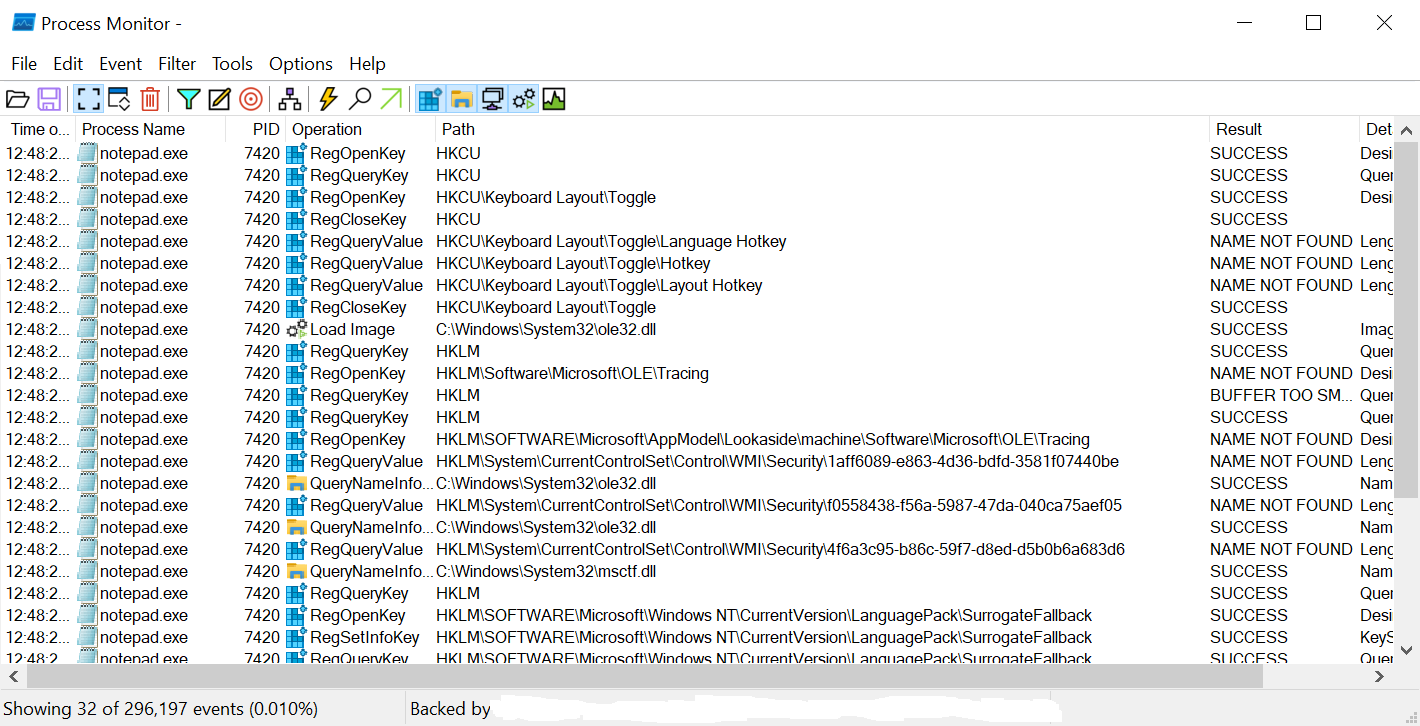 Process Monitor -
File Edit Event Filter Tools Options Help
Time o... Process Name PID Operation Path Result Det
12:48:2... notepad.exe 7420 RegOpenKey HKCU SUCCESS Desi
12:48:2... notepad.exe 7420 RegQueryKey HKCU SUCCESS Quer
12:48:2... notepad.exe 7420 RegOpenKey HKCU\Keyboard Layout\Toggle SUCCESS Desi
12:48:2... notepad.exe 7420 RegCloseKey HKCU SUCCESS
12:48:2... notepad.exe 7420 RegQueryValue HKCU\Keyboard Layout\Toggle\Language Hotkey NAME NOT FOUND Leng
12:48:2... notepad.exe 7420 RegQueryValue HKCU\Keyboard Layout\Toggle\Hotkey NAME NOT FOUND Leng
12:48:2... notepad.exe 7420 RegQueryValue HKCU\Keyboard Layout\Toggle\Layout Hotkey NAME NOT FOUND Leng
12:48:2... notepad.exe 7420 RegCloseKey HKCU\Keyboard Layout\Toggle SUCCESS
12:48:2... notepad.exe 7420 Load Image C:\Windows\System32\ole32.dll SUCCESS Imag
12:48:2... notepad.exe 7420 RegQueryKey HKLM SUCCESS Quer
12:48:2... notepad.exe 7420 RegOpenKey HKLM\Software\Microsoft\OLE\Tracing NAME NOT FOUND Desi
12:48:2... notepad.exe 7420 RegQueryKey HKLM BUFFER TOO SM... Quer
12:48:2... notepad.exe 7420 RegQueryKey HKLM SUCCESS Quer
12:48:2... notepad.exe 7420 RegOpenKey HKLM\SOFTWARE\Microsoft\AppModel\Lookaside\machine\Software\Microsoft\OLE\Tracing NAME NOT FOUND Desi
12:48:2... notepad.exe 7420 RegQueryValue HKLM\System\CurrentControlSet\Control\WMI\Security\1aff6089-e863-4d36-bdfd-3581f07440be NAME NOT FOUND Leng
12:48:2... notepad.exe 7420 QueryNameInfo... C:\Windows\System32\ole32.dll SUCCESS Nam
12:48:2... notepad.exe 7420 RegQueryValue HKLM\System\CurrentControlSet\Control\WMI\Security\f0558438-f56a-5987-47da-040ca75aef05 NAME NOT FOUND Leng
12:48:2... notepad.exe 7420 QueryNameInfo... C:\Windows\System32\ole32.dll SUCCESS Nam
12:48:2... notepad.exe 7420 RegQueryValue HKLM\System\CurrentControlSet\Control\WMI\Security\4f6a3c95-b86c-59f7-d8ed-d5b0b6a683d6 NAME NOT FOUND Leng
12:48:2... notepad.exe 7420 QueryNameInfo... C:\Windows\System32\msctf.dll SUCCESS Nam
12:48:2... notepad.exe 7420 RegQueryKey HKLM SUCCESS Quer
12:48:2... notepad.exe 7420 RegOpenKey HKLM\SOFTWARE\Microsoft\Windows NT\CurrentVersion\LanguagePack\SurrogateFallback SUCCESS Desi
12:48:2... notepad.exe 7420 RegSetInfoKey HKLM\SOFTWARE\Microsoft\Windows NT\CurrentVersion\LanguagePack\SurrogateFallback SUCCESS KeyS
12:48:2... notepad.exe 7420 RegQueryKey HKLM\SOFTWARE\Microsoft\Windows NT\CurrentVersion\LanguagePack\SurrogateFallback SUCCESS Quer
Showing 32 of 296,197 events (0.010%) Backed by